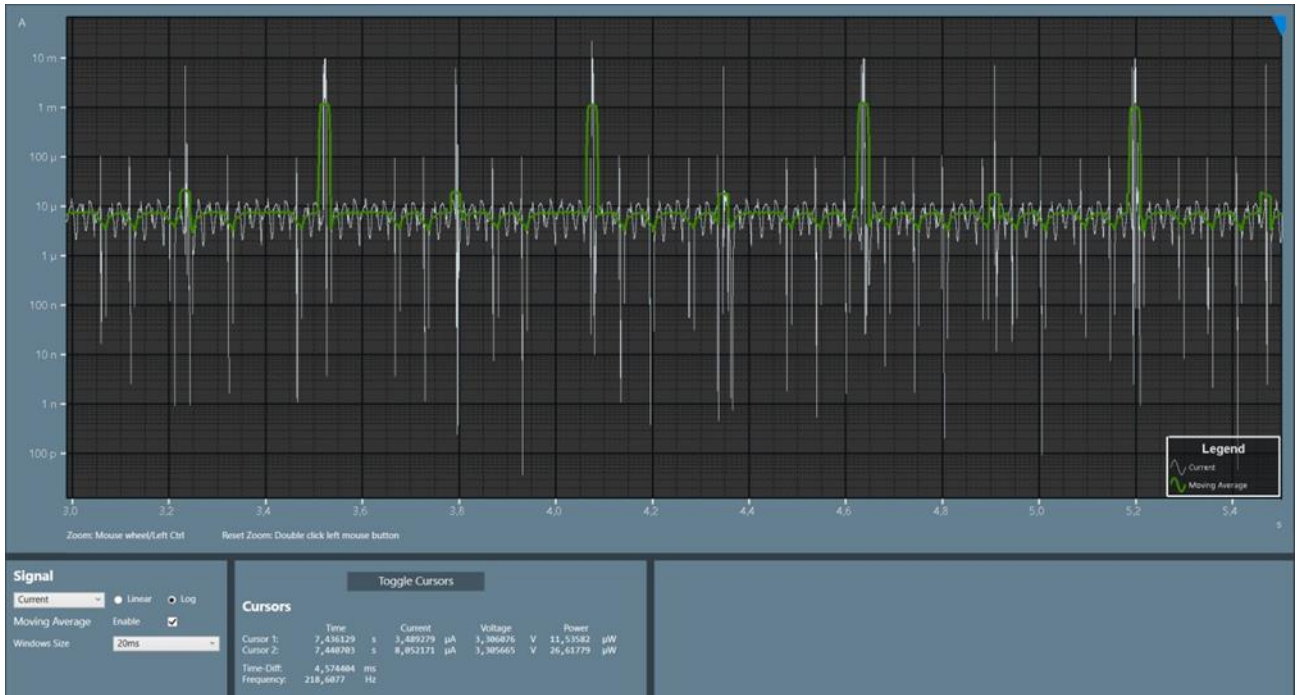 A
10 m
1 m
100 µ
10 µ
1 µ
100 n
10 n
1 n
100 p
Legend
Current
Moving Average
3,0 3,2 3,4 3,6 3,8 4,0 4,2 4,4 4,6 4,8 5,0 5,2 5,4
s
Zoom: Mouse wheel/Left Ctrl Reset Zoom: Double click left mouse button
Signal
Current Linear Log
Moving Average Enable
Windows Size 20ms
Toggle Cursors
Cursors
Time Current Voltage Power
Cursor 1: 7,436129 s 3,489279 µA 3,306076 V 11,53582 µW
Cursor 2: 7,440703 s 8,052171 µA 3,305665 V 26,61779 µW
Time-Diff: 4,574404 ms
Frequency: 218,6077 Hz